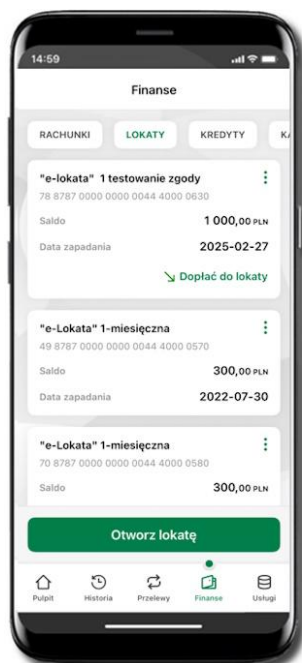 14:59
Finanse
RACHUNKI LOKATY KREDYTY
"e-lokata" 1 testowanie zgody
78 8787 0000 0000 0044 4000 0630
Saldo 1 000,00 PLN
Data zapadania 2025-02-27
Dopłać do lokaty
"e-Lokata" 1-miesięczna
49 8787 0000 0000 0044 4000 0570
Saldo 300,00 PLN
Data zapadania 2022-07-30
"e-Lokata" 1-miesięczna
70 8787 0000 0000 0044 4000 0580
Saldo 300,00 PLN
Otworz lokatę
Pulpit Historia Przelewy Finanse Usługi